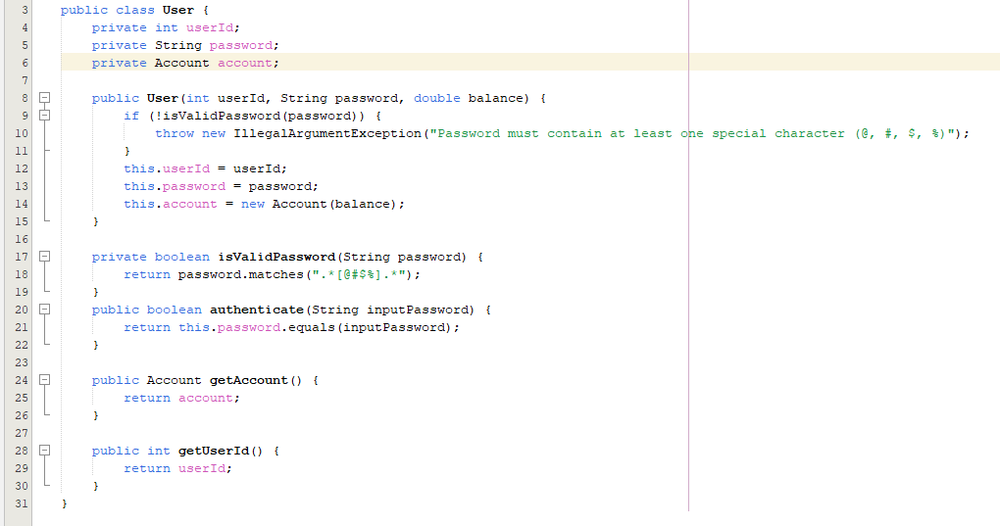 3 public class User {
4 private int userId;
5 private String password;
6 private Account account;
7
8 public User(int userId, String password, double balance) {
9 if (!isValidPassword(password)) {
10 throw new IllegalArgumentException("Password must contain at least one special character (@, #, $, %)");
11 }
12 this.userId = userId;
13 this.password = password;
14 this.account = new Account(balance);
15 }
16
17 private boolean isValidPassword(String password) {
18 return password.matches(".*[@#$%].*");
19 }
20 public boolean authenticate(String inputPassword) {
21 return this.password.equals(inputPassword);
22 }
23
24 public Account getAccount() {
25 return account;
26 }
27
28 public int getUserId() {
29 return userId;
30 }
31 }